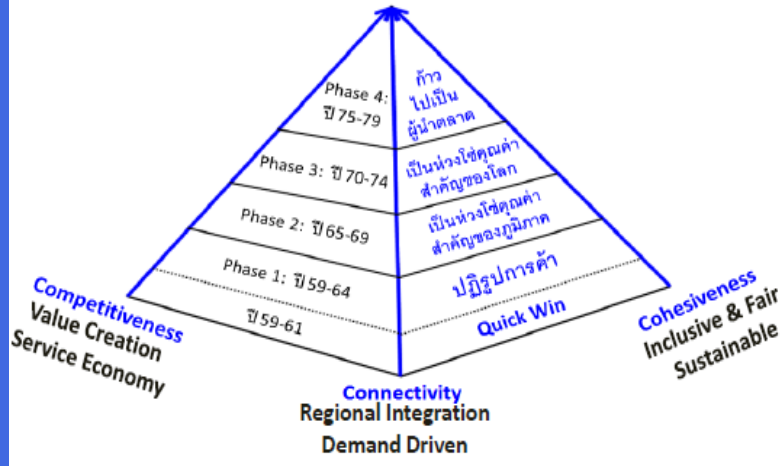 Phase 4:
ปี 75-79
ก้าว
ไปเป็น
ผู้นำตลาด
Phase 3: ปี 70-74
เป็นห่วงโซ่คุณค่า
สำคัญของโลก
Phase 2: ปี 65-69
เป็นห่วงโซ่คุณค่า
สำคัญของภูมิภาค
Phase 1: ปี 59-64
ปฏิรูปการค้า
ปี 59-61
Quick Win
Competitiveness
Value Creation
Service Economy
Connectivity
Regional Integration
Demand Driven
Cohesiveness
Inclusive & Fair
Sustainable